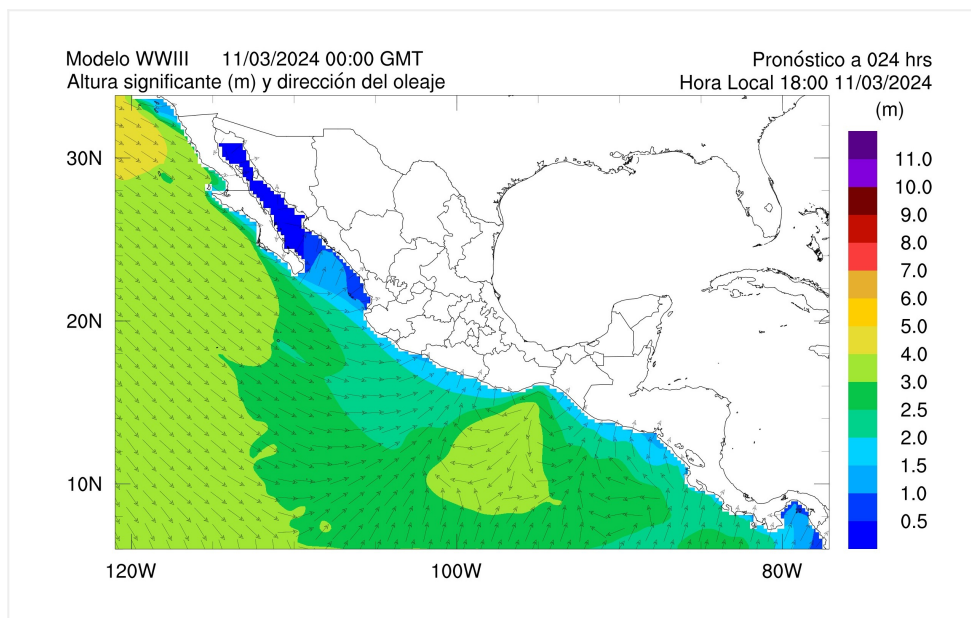 Modelo WWIII 11/03/2024 00:00 GMT
Altura significante (m) y dirección del oleaje
Pronóstico a 024 hrs
Hora Local 18:00 11/03/2024
(m)
11.0
10.0
9.0
8.0
7.0
6.0
5.0
4.0
3.0
2.5
2.0
1.5
1.0
0.5
30N
20N
10N
120WW
100W
80W